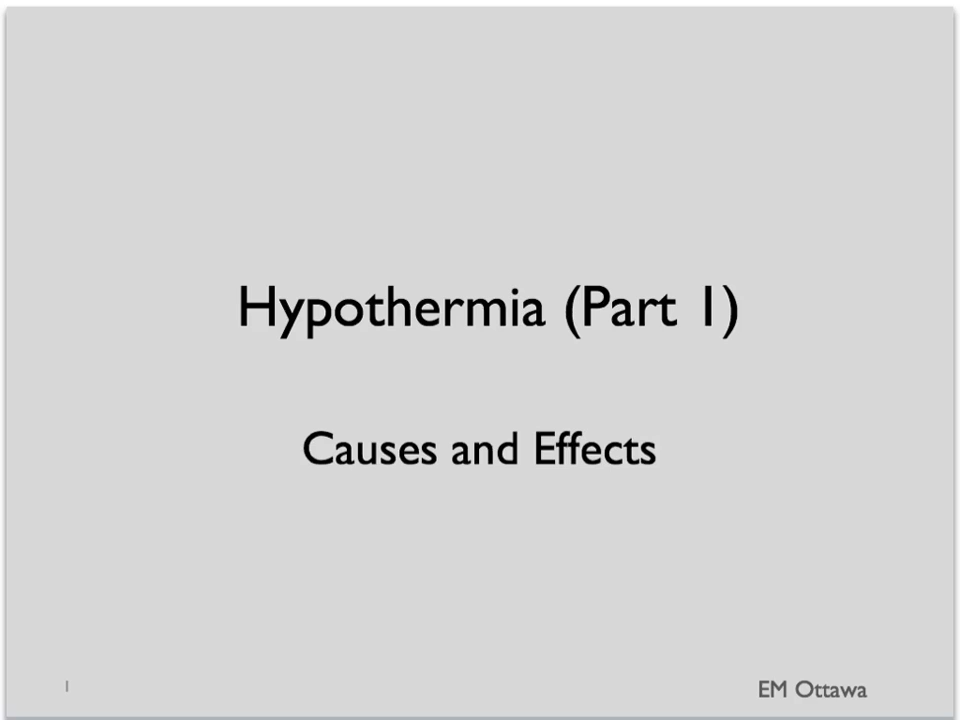 Hypothermia (Part 1)
Causes and Effects
1
EM Ottawa